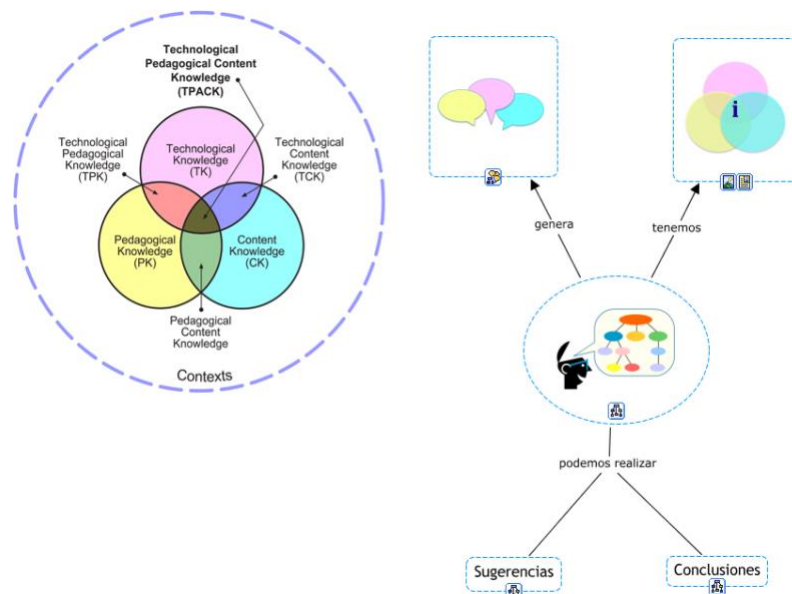 Technological
Pedagogical Content
Knowledge
(TPACK)
Technological
Pedagogical
Knowledge
(TPK)
Technological
Knowledge
(TK)
Technological
Content
Knowledge
(TCK)
Pedagogical
Knowledge
(PK)
Content
Knowledge
(CK)
Pedagogical
Content
Knowledge
Contexts
i
genera
tenemos
podemos realizar
Sugerencias
Conclusiones